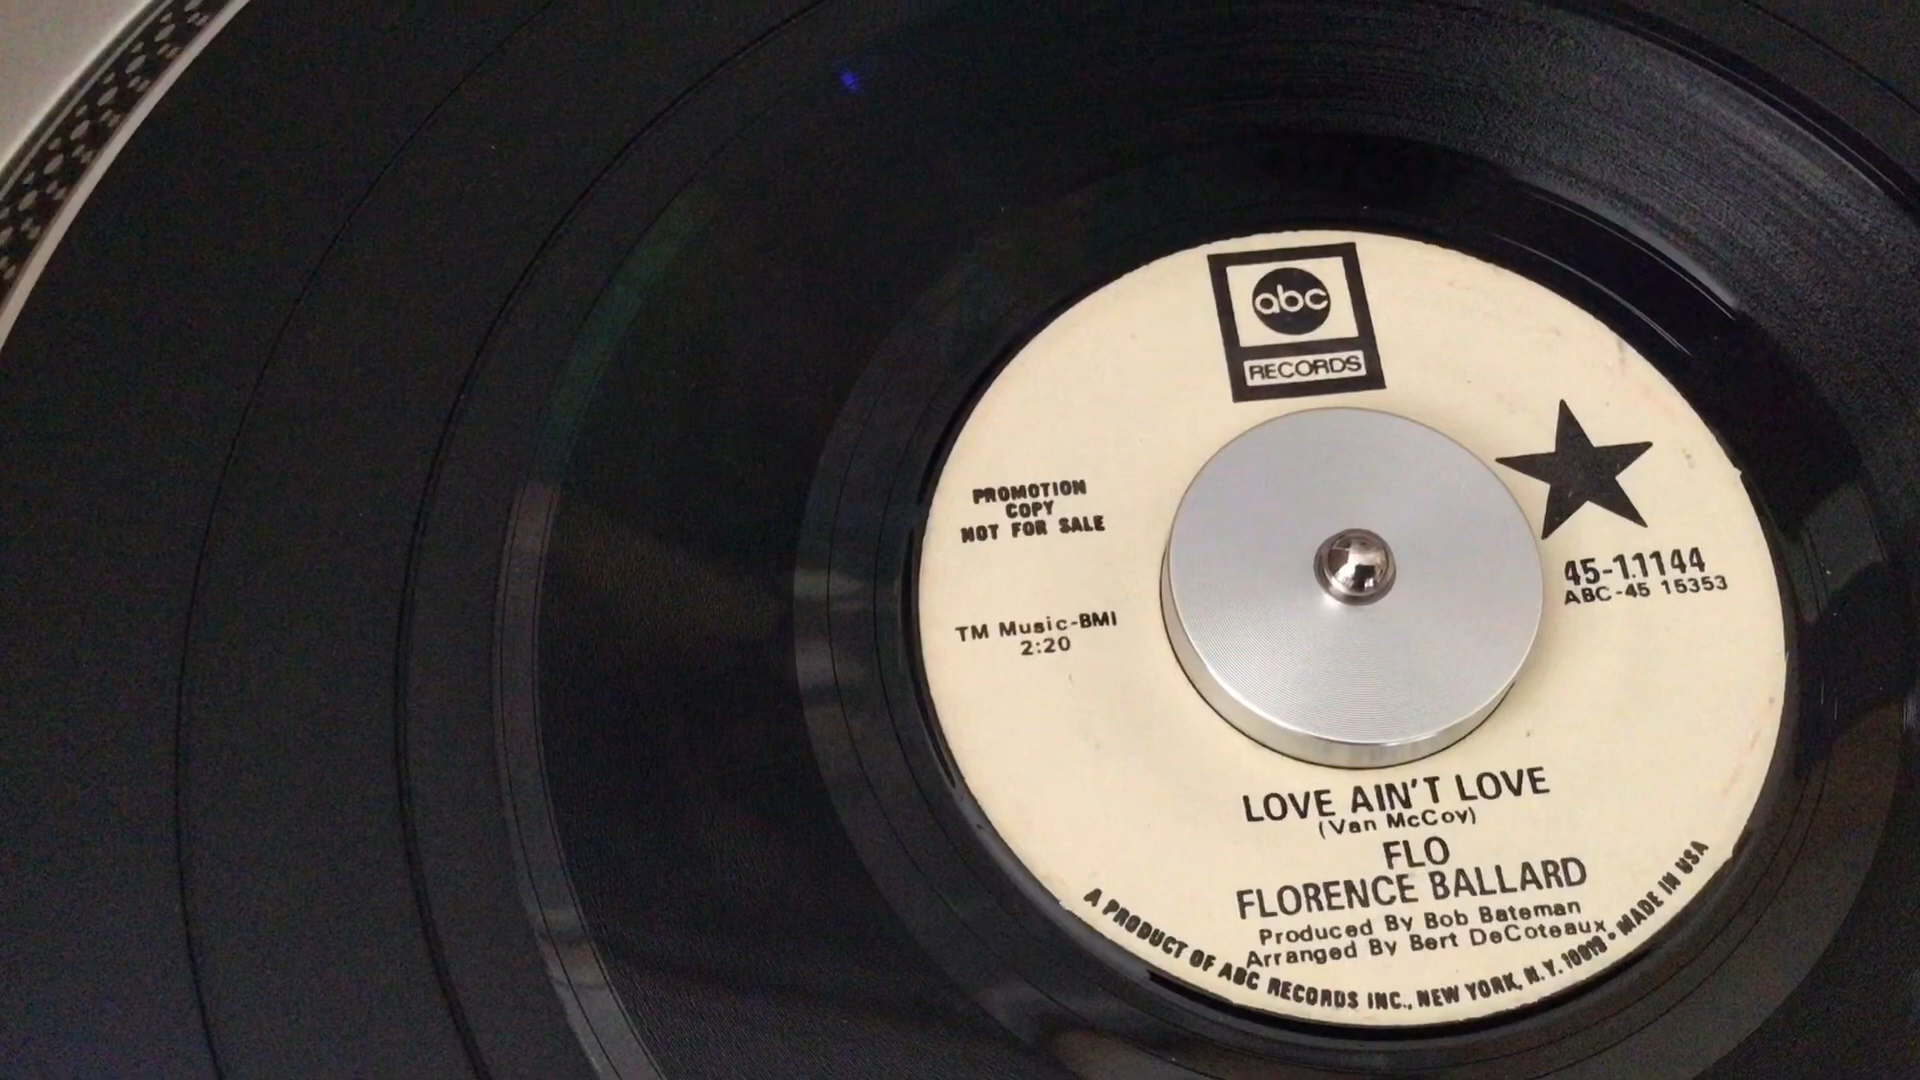 abc
RECORDS
PROMOTION
COPY
NOT FOR SALE
45-11144
ABC-45 15353
TM Music-BMI
2:20
LOVE AIN'T LOVE
(Van McCoy)
FLO
FLORENCE BALLARD
Produced By Bob Bateman
Arranged By Bert DeCoteaux
A PRODUCT OF ABC RECORDS INC., NEW YORK, N.Y. 10019 • MADE IN USA